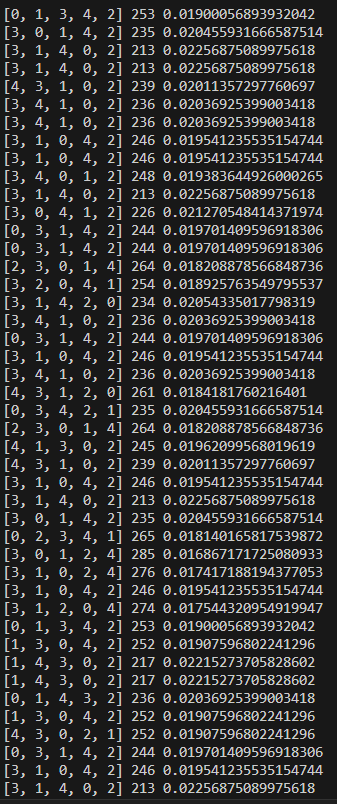 [0, 1, 3, 4, 2] 253 0.01900056893932042
[3, 0, 1, 4, 2] 235 0.020455931666587514
[3, 1, 4, 0, 2] 213 0.02256875089975618
[3, 1, 4, 0, 2] 213 0.02256875089975618
[4, 3, 1, 0, 2] 239 0.02011357297760697
[3, 4, 1, 0, 2] 236 0.02036925399003418
[3, 4, 1, 0, 2] 236 0.02036925399003418
[3, 1, 0, 4, 2] 246 0.019541235535154744
[3, 1, 0, 4, 2] 246 0.019541235535154744
[3, 4, 0, 1, 2] 248 0.019383644926000265
[3, 1, 4, 0, 2] 213 0.02256875089975618
[3, 0, 4, 1, 2] 226 0.021270548414371974
[0, 3, 1, 4, 2] 244 0.019701409596918306
[0, 3, 1, 4, 2] 244 0.019701409596918306
[2, 3, 0, 1, 4] 264 0.018208878566848736
[3, 2, 0, 4, 1] 254 0.018925763549795537
[3, 1, 4, 2, 0] 234 0.02054335017798319
[3, 4, 1, 0, 2] 236 0.02036925399003418
[0, 3, 1, 4, 2] 244 0.019701409596918306
[3, 1, 0, 4, 2] 246 0.019541235535154744
[3, 4, 1, 0, 2] 236 0.02036925399003418
[4, 3, 1, 2, 0] 261 0.0184181760216401
[0, 3, 4, 2, 1] 235 0.020455931666587514
[2, 3, 0, 1, 4] 264 0.018208878566848736
[4, 1, 3, 0, 2] 245 0.01962099568019619
[4, 3, 1, 0, 2] 239 0.02011357297760697
[3, 1, 0, 4, 2] 246 0.019541235535154744
[3, 1, 4, 0, 2] 213 0.02256875089975618
[3, 0, 1, 4, 2] 235 0.020455931666587514
[0, 2, 3, 4, 1] 265 0.018140165817539872
[3, 0, 1, 2, 4] 285 0.016867171725080933
[3, 1, 0, 2, 4] 276 0.017417188194377053
[3, 1, 0, 4, 2] 246 0.019541235535154744
[3, 1, 2, 0, 4] 274 0.017544320954919947
[0, 1, 3, 4, 2] 253 0.01900056893932042
[1, 3, 0, 4, 2] 252 0.01907596802241296
[1, 4, 3, 0, 2] 217 0.02215273705828602
[1, 4, 3, 0, 2] 217 0.02215273705828602
[0, 1, 4, 3, 2] 236 0.02036925399003418
[1, 3, 0, 4, 2] 252 0.01907596802241296
[4, 3, 0, 2, 1] 252 0.01907596802241296
[0, 3, 1, 4, 2] 244 0.019701409596918306
[3, 1, 0, 4, 2] 246 0.019541235535154744
[3, 1, 4, 0, 2] 213 0.02256875089975618